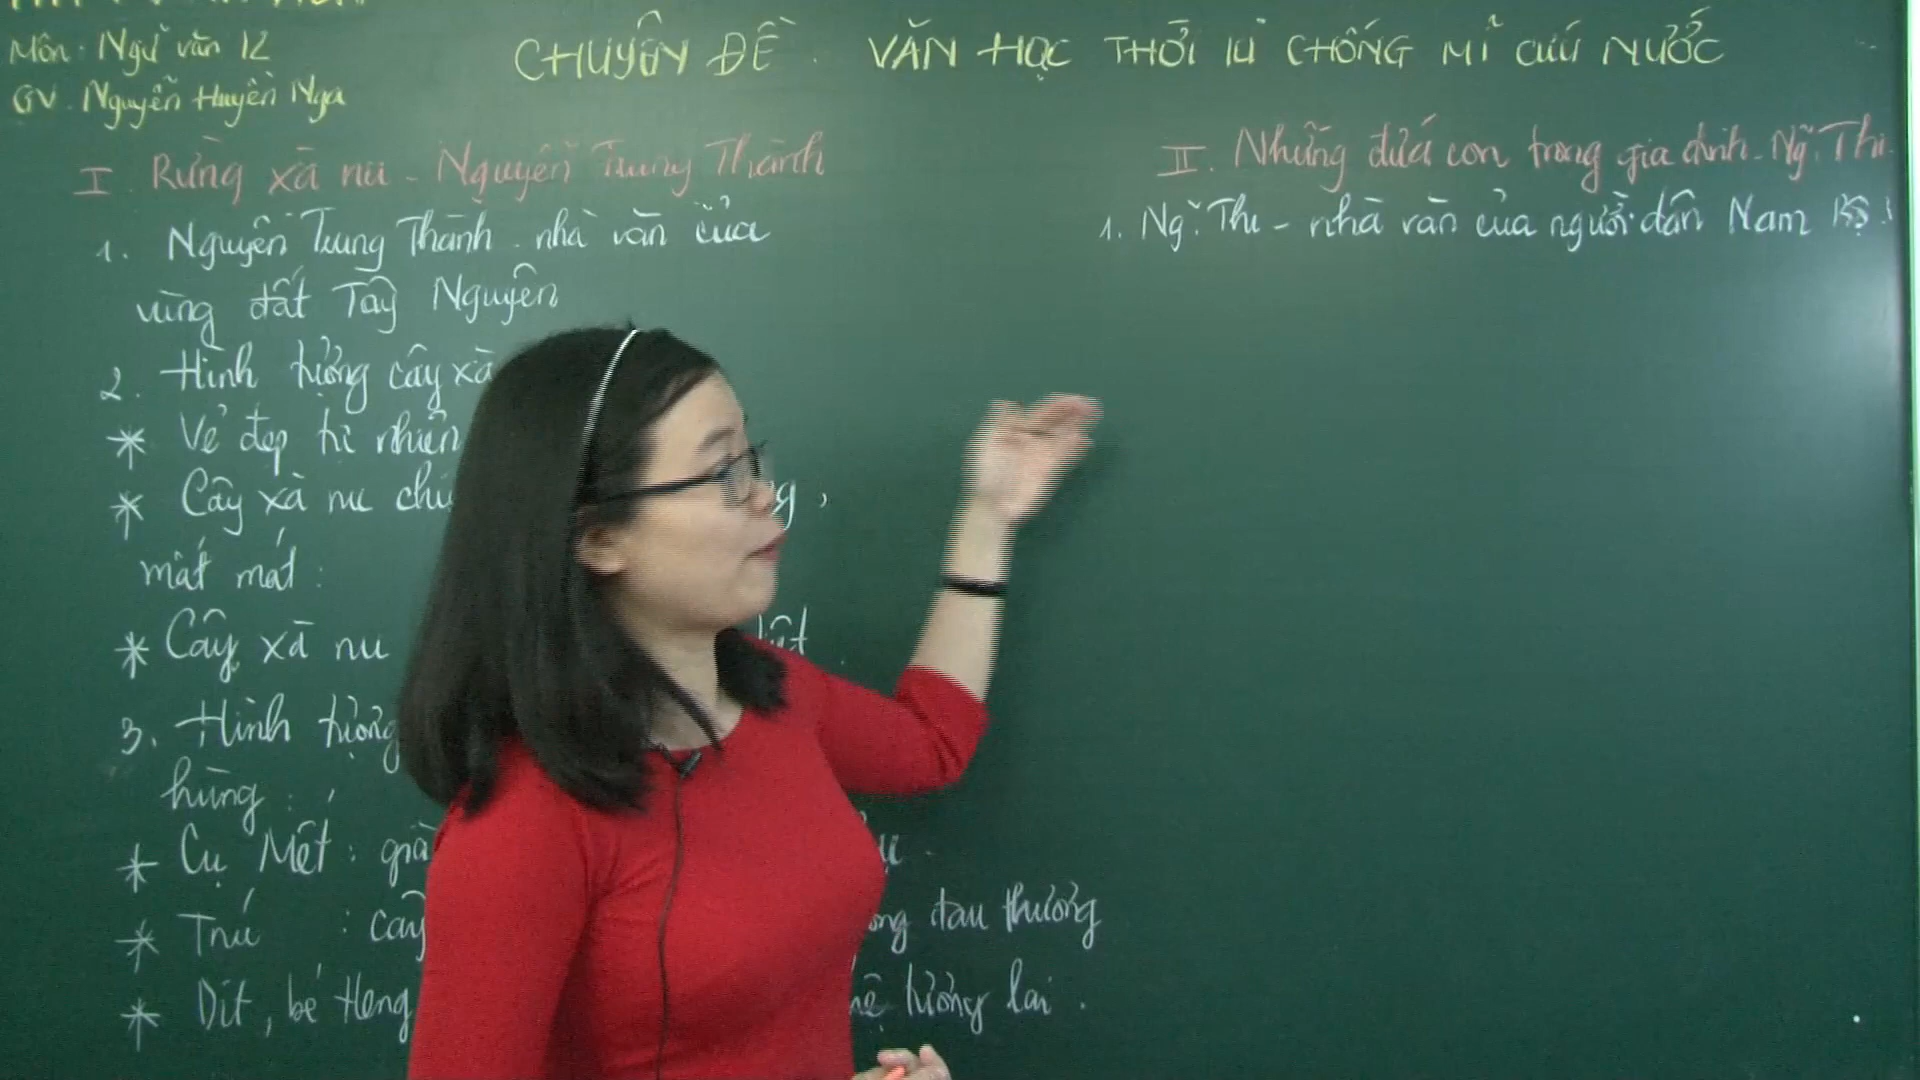 Môn: Ngữ văn 12
GV. Nguyễn Huyền Nga
CHUYÊN ĐỀ. VĂN HỌC THỜI KÌ CHỐNG MĨ CỨU NƯỚC
I. Rừng xà nu - Nguyễn Trung Thành
1. Nguyễn Trung Thành. nhà văn của
vùng đất Tây Nguyên
2. Hình tượng cây xà
* Vẻ đẹp tự nhiên
* Cây xà nu chịu
mất mát:
* Cây xà nu
3. Hình tượng
hùng:
* Cụ Mết: già
* Tnú : cây đau thương
* Dít, bé Heng tương lai.
II. Những đứa con trong gia đình - Ng~. Thi
1. Ng~. Thi - nhà văn của người dân Nam Bộ: